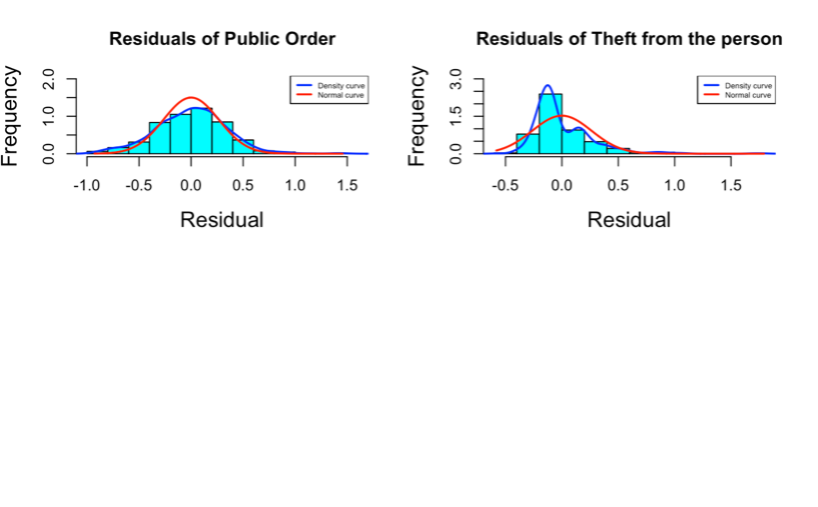 Residuals of Public Order
Frequency
2.0
1.0
0.0
Density curve
Normal curve
-1.0 -0.5 0.0 0.5 1.0 1.5
Residual
Residuals of Theft from the person
Frequency
3.0
1.5
0.0
Density curve
Normal curve
-0.5 0.0 0.5 1.0 1.5
Residual